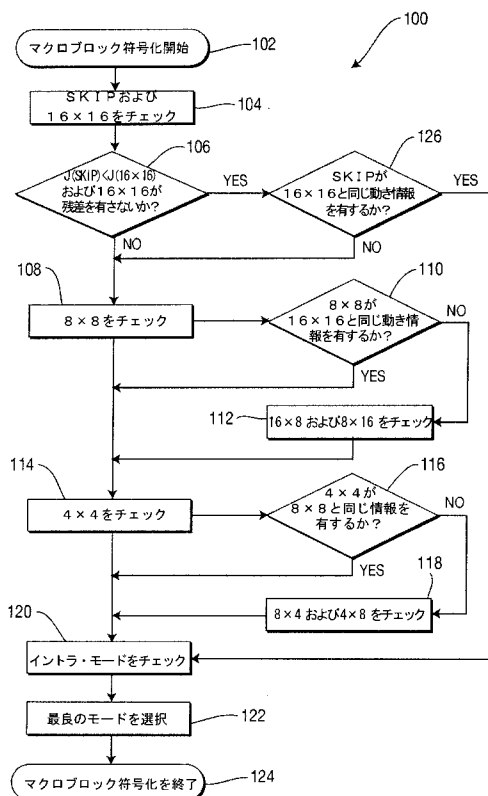 100
マクロブロック符号化開始
102
SKIPおよび
16×16をチェック
104
106
J(SKIP)<J(16×16)
および16×16が
残差を有さないか?
YES
NO
126
SKIPが
16×16と同じ動き情報
を有するか?
YES
NO
108
8×8をチェック
110
8×8が
16×16と同じ動き情
報を有するか?
NO
YES
112
16×8 および8×16 をチェック
114
4×4をチェック
116
4×4が
8×8と同じ情報を
有するか?
NO
YES
118
8×4 および4×8 をチェック
120
イントラ・モードをチェック
最良のモードを選択
122
マクロブロック符号化を終了
124